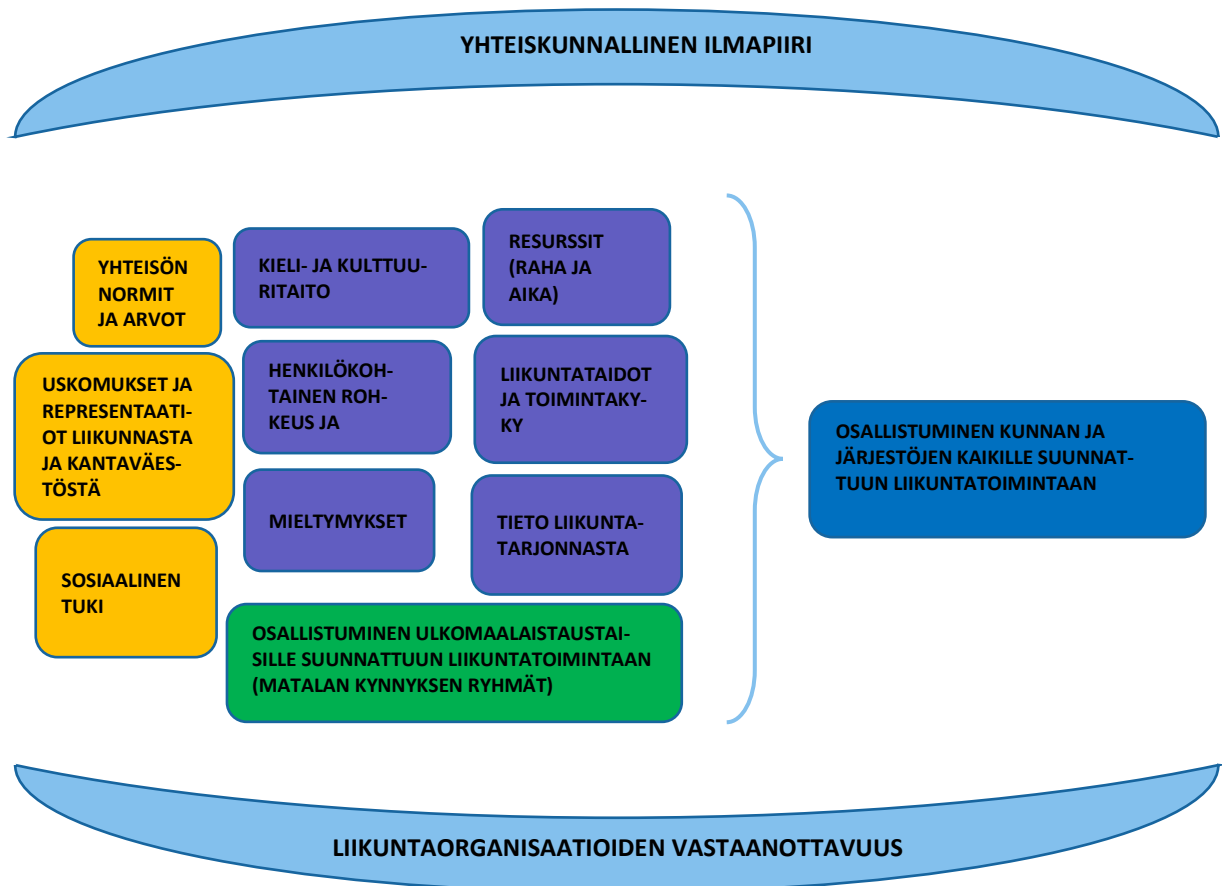 YHTEISKUNNALLINEN ILMAPIIRI
YHTEISÖN
NORMIT
JA ARVOT
KIELI- JA KULTTUU-
RITAITO
RESURSSIT
(RAHA JA
AIKA)
USKOMUKSET JA
REPRESENTAATI-
OT LIIKUNNASTA
JA KANTAVÄES-
TÖSTÄ
HENKILÖKOH-
TAINEN ROH-
KEUS JA
LIIKUNTATAIDOT
JA TOIMINTAKY-
KY
SOSIAALINEN
TUKI
MIELTYMYKSET
TIETO LIIKUNTA-
TARJONNASTA
OSALLISTUMINEN ULKOMAALAISTAUSTAI-
SILLE SUUNNATTUUN LIIKUNTATOIMINTAAN
(MATALAN KYNNYKSEN RYHMÄT)
OSALLISTUMINEN KUNNAN JA
JÄRJESTÖJEN KAIKILLE SUUNNAT-
TUUN LIIKUNTATOIMINTAAN
LIIKUNTAORGANISAATIOIDEN VASTAANOTTAVUUS